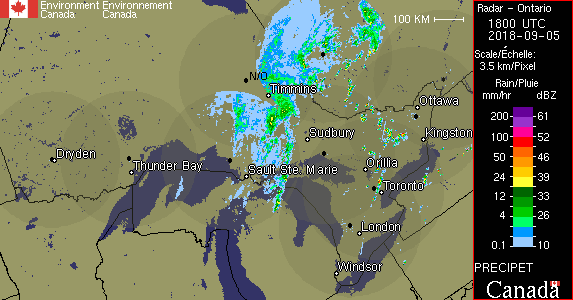 Environment Environnement
Canada Canada
100 KM
N/O
Timmins
Ottawa
Sudbury
Kingston
Dryden
Thunder Bay
Sault Ste. Marie
Orillia
Toronto
London
Windsor
Radar - Ontario
1800 UTC
2018-09-05
Scale/Échelle:
3.5 km/Pixel
Rain/Pluie
mm/hr dBZ
200 61
100 52
50 46
24 39
12 33
4 26
0.1 10
PRECIPET
Canada